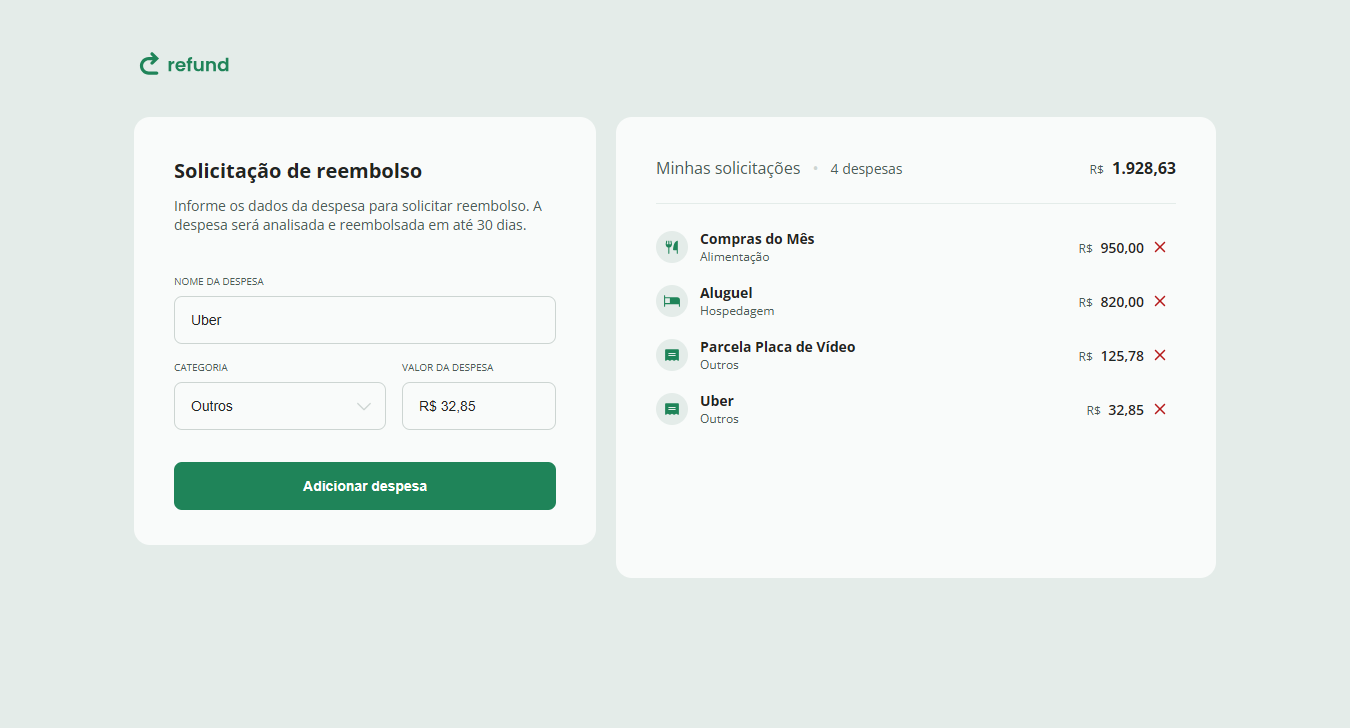 refund
Solicitação de reembolso
Informe os dados da despesa para solicitar reembolso. A
despesa será analisada e reembolsada em até 30 dias.
NOME DA DESPESA
Uber
CATEGORIA VALOR DA DESPESA
Outros R$ 32,85
Adicionar despesa
Minhas solicitações • 4 despesas R$ 1.928,63
Compras do Mês
Alimentação
R$ 950,00
Aluguel
Hospedagem
R$ 820,00
Parcela Placa de Vídeo
Outros
R$ 125,78
Uber
Outros
R$ 32,85